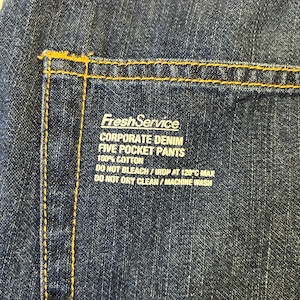 FreshService
CORPORATE DENIM
FIVE POCKET PANTS
100% COTTON
DO NOT BLEACH / IRON AT 120°C MAX
DO NOT DRY CLEAN / MACHINE WASH